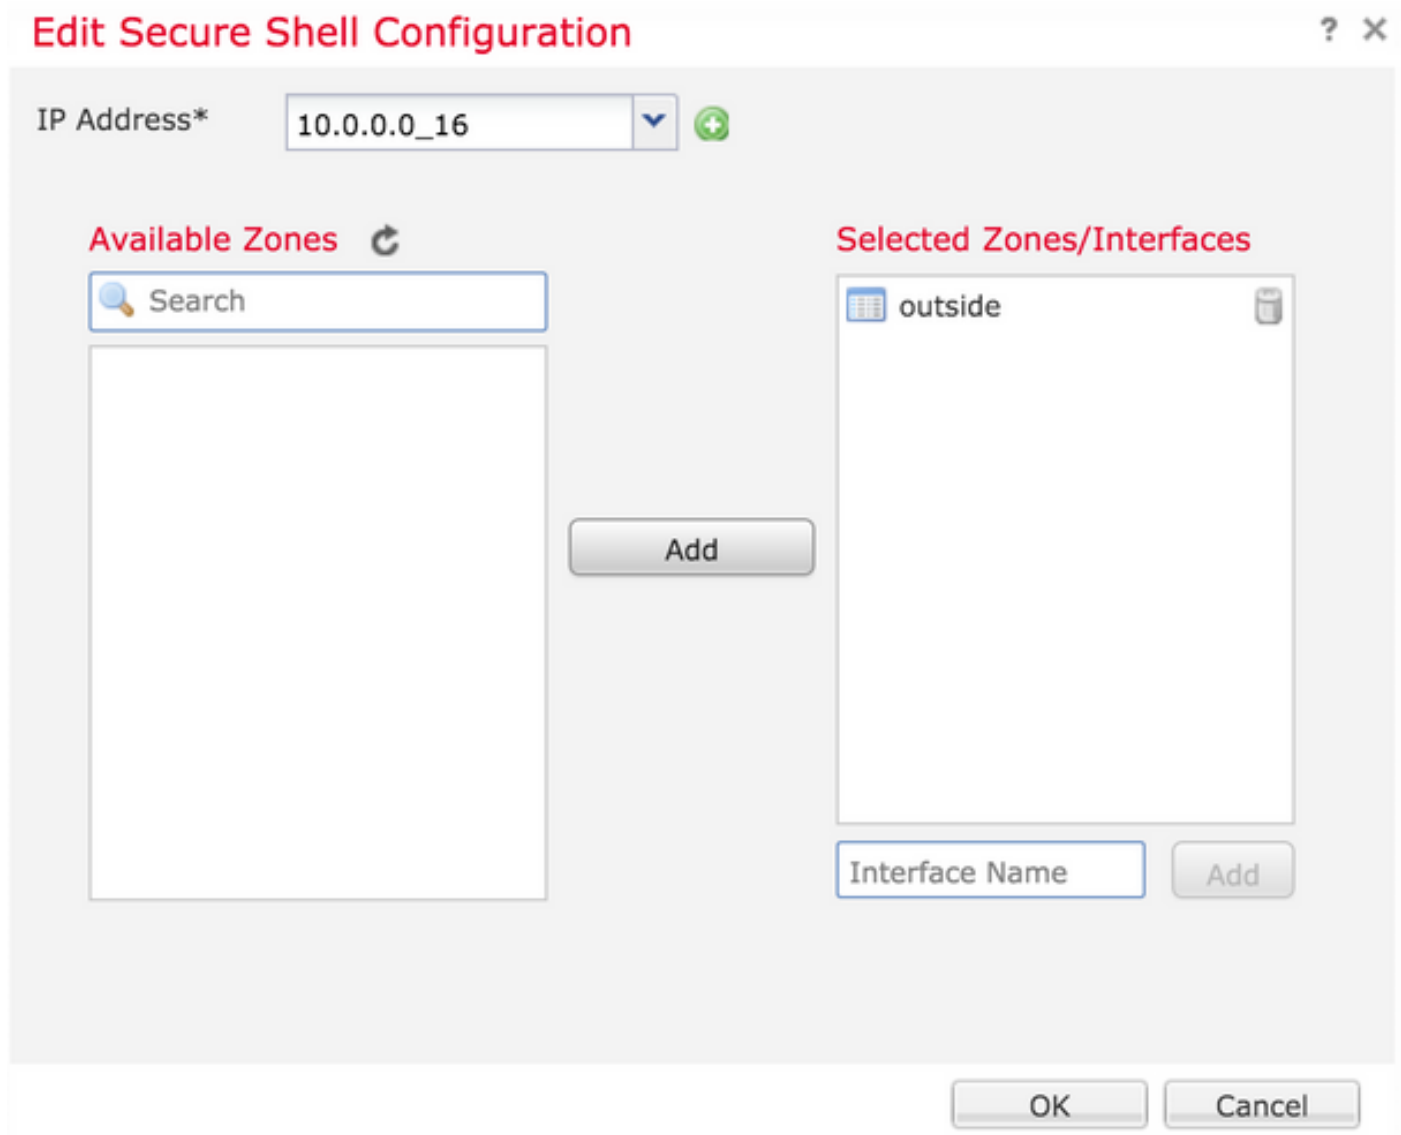 Edit Secure Shell Configuration ?
IP Address* 10.0.0.0_16
Available Zones
Search
Add
Selected Zones/Interfaces
outside
Interface Name Add
OK Cancel